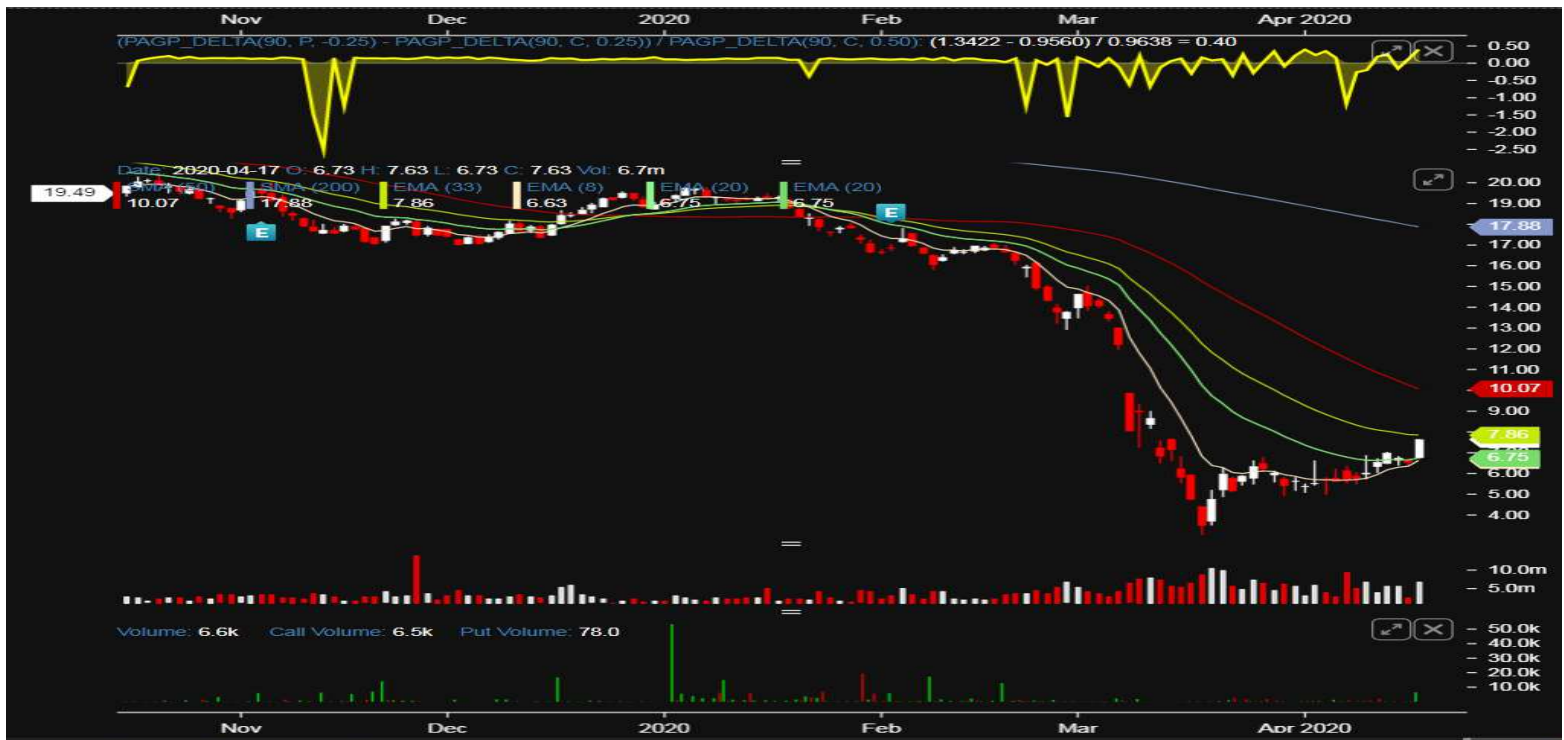 Nov Dec 2020 Feb Mar Apr 2020
(PAGP_DELTA(90, P, -0.25) - PAGP_DELTA(90, C, 0.25)) / PAGP_DELTA(90, C, 0.50): (1.3422 - 0.9560) / 0.9638 = 0.40
0.50
0.00
-0.50
-1.00
-1.50
-2.00
-2.50
Date: 2020-04-17 O: 6.73 H: 7.63 L: 6.73 C: 7.63 Vol: 6.7m
SMA (200) EMA (33) EMA (8) EMA (20) EMA (20)
10.07 17.88 7.86 6.63 6.75 6.75
19.49
E
E
20.00
19.00
17.88
17.00
16.00
15.00
14.00
13.00
12.00
11.00
10.07
9.00
7.86
6.75
6.00
5.00
4.00
10.0m
5.0m
Volume: 6.6k Call Volume: 6.5k Put Volume: 78.0
50.0k
40.0k
30.0k
20.0k
10.0k
Nov Dec 2020 Feb Mar Apr 2020